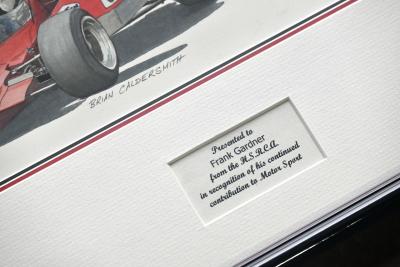 BRIAN CALDERSMITH
Presented to
Frank Gardner
from the H.S.R.C.A.
in recognition of his continued
contribution to Motor Sport